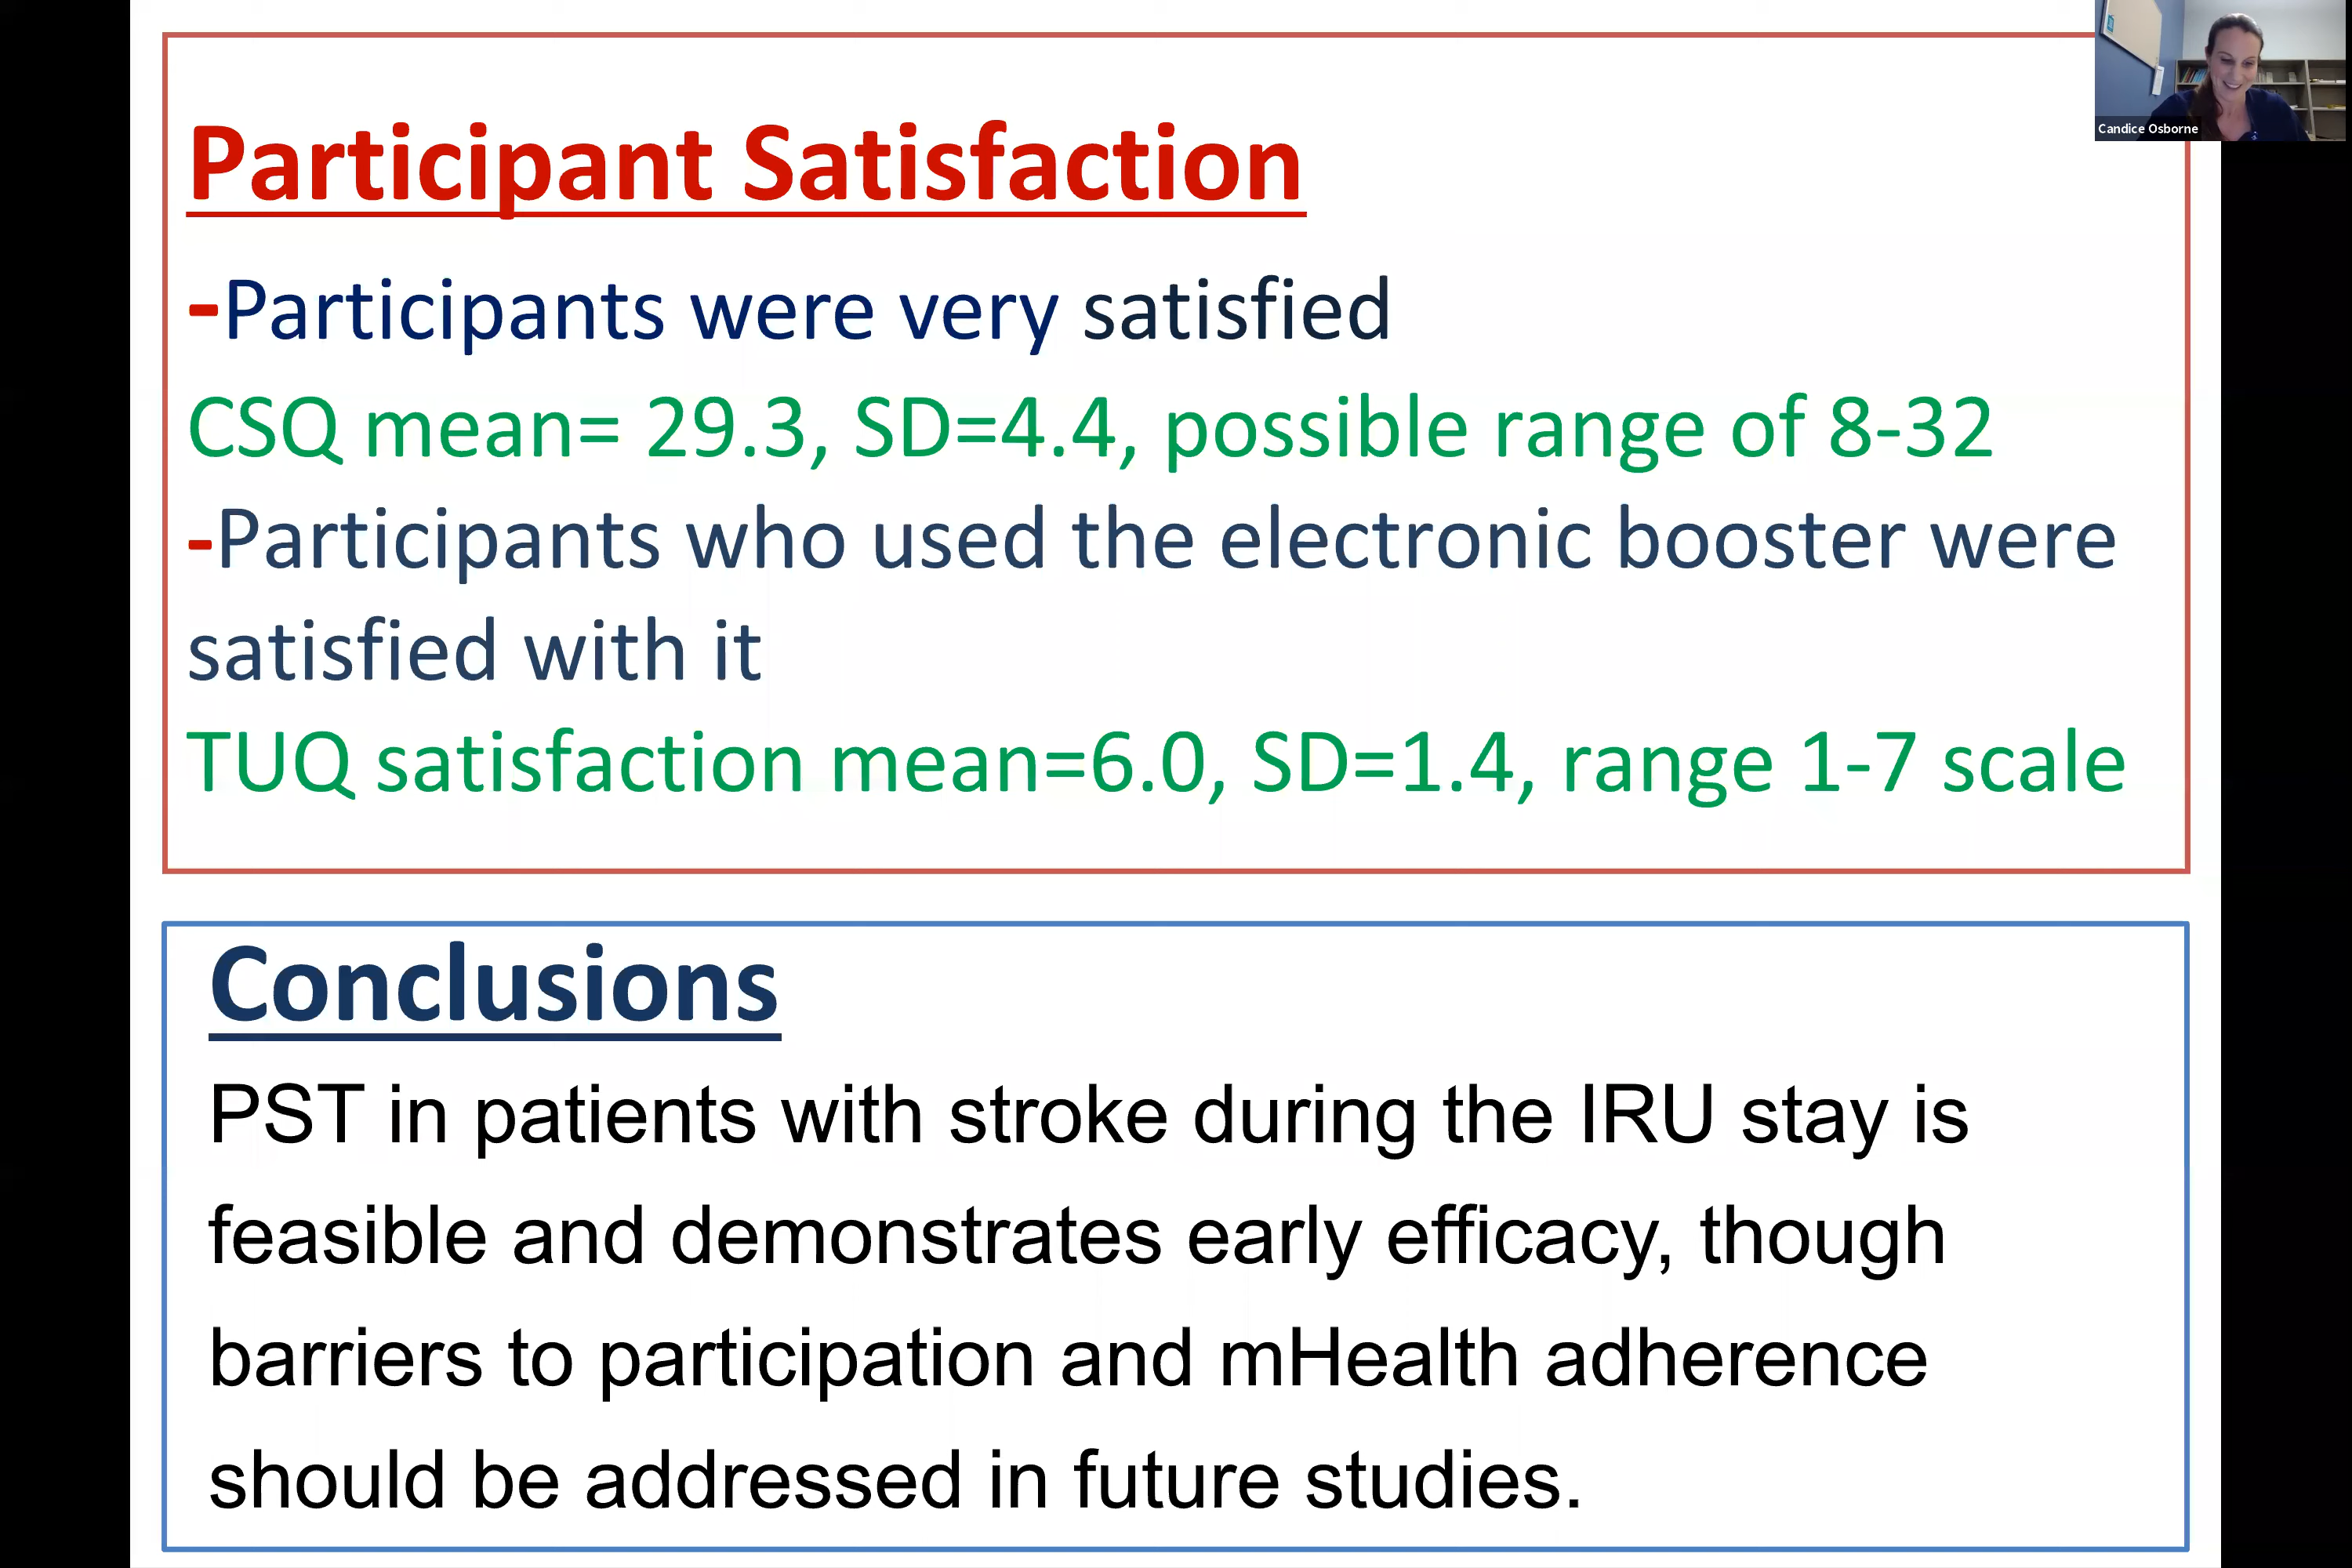 Candice Osborne
Participant Satisfaction
-Participants were very satisfied
CSQ mean= 29.3, SD=4.4, possible range of 8-32
-Participants who used the electronic booster were
satisfied with it
TUQ satisfaction mean=6.0, SD=1.4, range 1-7 scale
Conclusions
PST in patients with stroke during the IRU stay is
feasible and demonstrates early efficacy, though
barriers to participation and mHealth adherence
should be addressed in future studies.